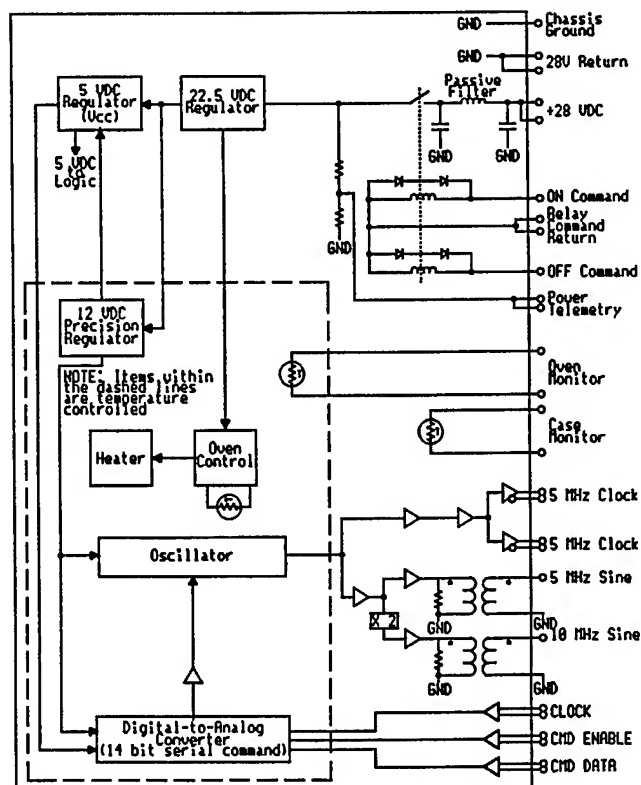 GND
Chassis
Ground
GND
28V Return
5 VDC
Regulator
(Vcc)
22.5 VDC
Regulator
Passive
Filter
+28 VDC
GND
GND
5 VDC
to
Logic
GND
ON Command
Relay
Command
Return
OFF Command
Power
Telemetry
12 VDC
Precision
Regulator
NOTE: Items within
the dashed lines
are temperature
controlled
Oven
Monitor
Case
Monitor
Heater
Oven
Control
T
T
T
5 MHz Clock
5 MHz Clock
Oscillator
5 MHz Sine
X 2
GND
GND
10 MHz Sine
GND
GND
Digital-to-Analog
Converter
(14 bit serial command)
CLOCK
CMD ENABLE
CMD DATA